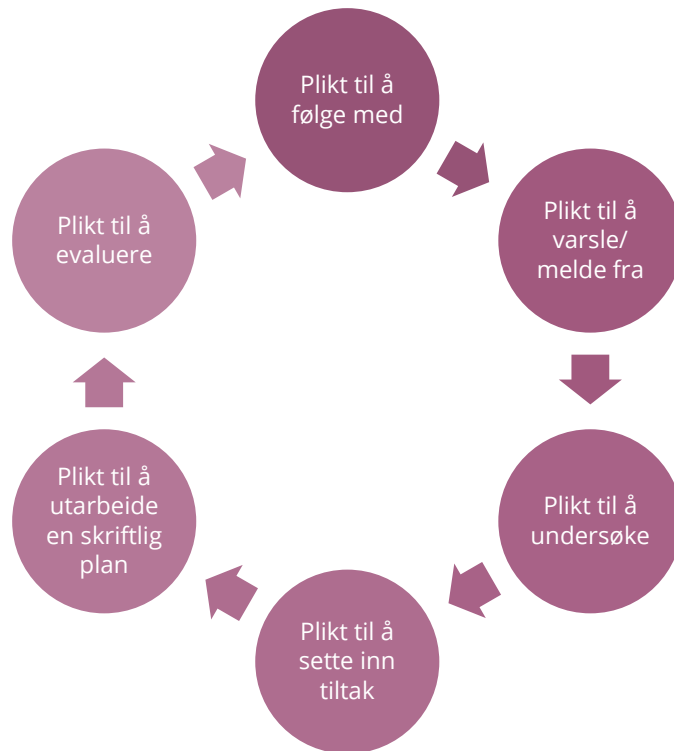 Plikt til å
følge med
Plikt til å
varsle/
melde fra
Plikt til å
undersøke
Plikt til å
sette inn
tiltak
Plikt til å
utarbeide
en skriftlig
plan
Plikt til å
evaluere